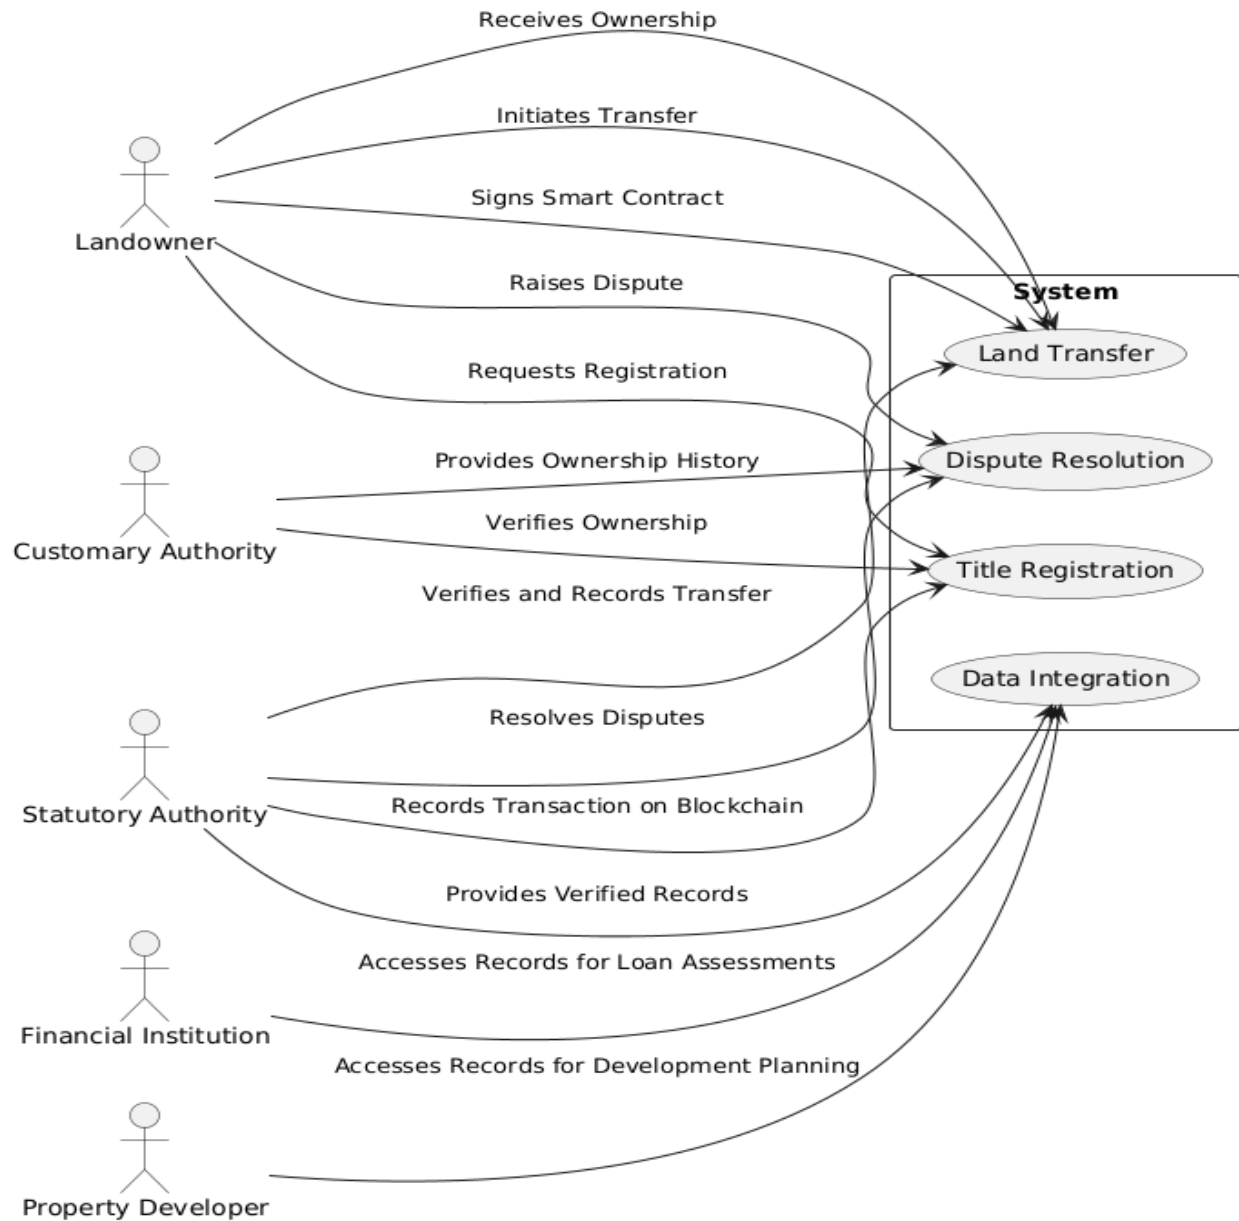 Receives Ownership
Initiates Transfer
Signs Smart Contract
Landowner
Raises Dispute
System
Land Transfer
Requests Registration
Provides Ownership History
Dispute Resolution
Verifies Ownership
Customary Authority
Title Registration
Verifies and Records Transfer
Data Integration
Resolves Disputes
Records Transaction on Blockchain
Statutory Authority
Provides Verified Records
Accesses Records for Loan Assessments
Financial Institution
Accesses Records for Development Planning
Property Developer